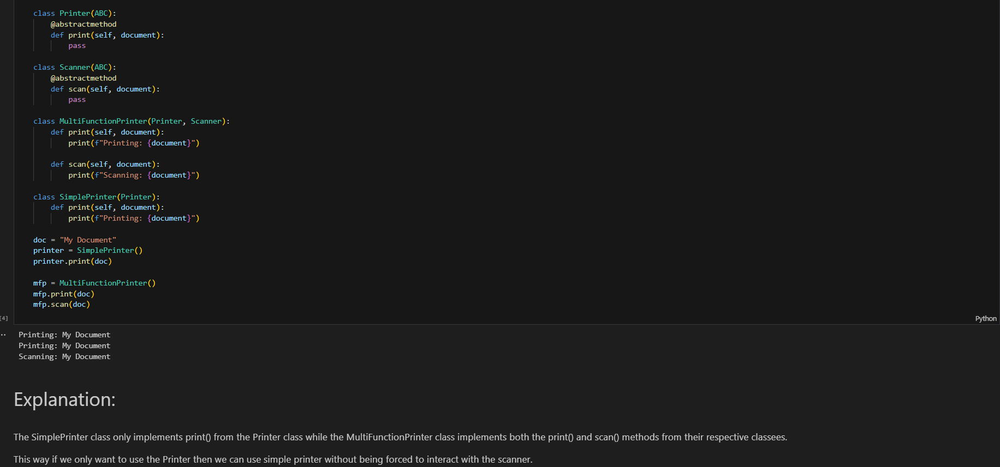 class Printer(ABC):
    @abstractmethod
    def print(self, document):
        pass
class Scanner(ABC):
    @abstractmethod
    def scan(self, document):
        pass
class MultiFunctionPrinter(Printer, Scanner):
    def print(self, document):
        print(f"Printing: {document}")
    def scan(self, document):
        print(f"Scanning: {document}")
class SimplePrinter(Printer):
    def print(self, document):
        print(f"Printing: {document}")
doc = "My Document"
printer = SimplePrinter()
printer.print(doc)
mfp = MultiFunctionPrinter()
mfp.print(doc)
mfp.scan(doc)
[4]
Python
Printing: My Document
Printing: My Document
Scanning: My Document
Explanation:
The SimplePrinter class only implements print() from the Printer class while the MultiFunctionPrinter class implements both the print() and scan() methods from their respective classees.
This way if we only want to use the Printer then we can use simple printer without being forced to interact with the scanner.